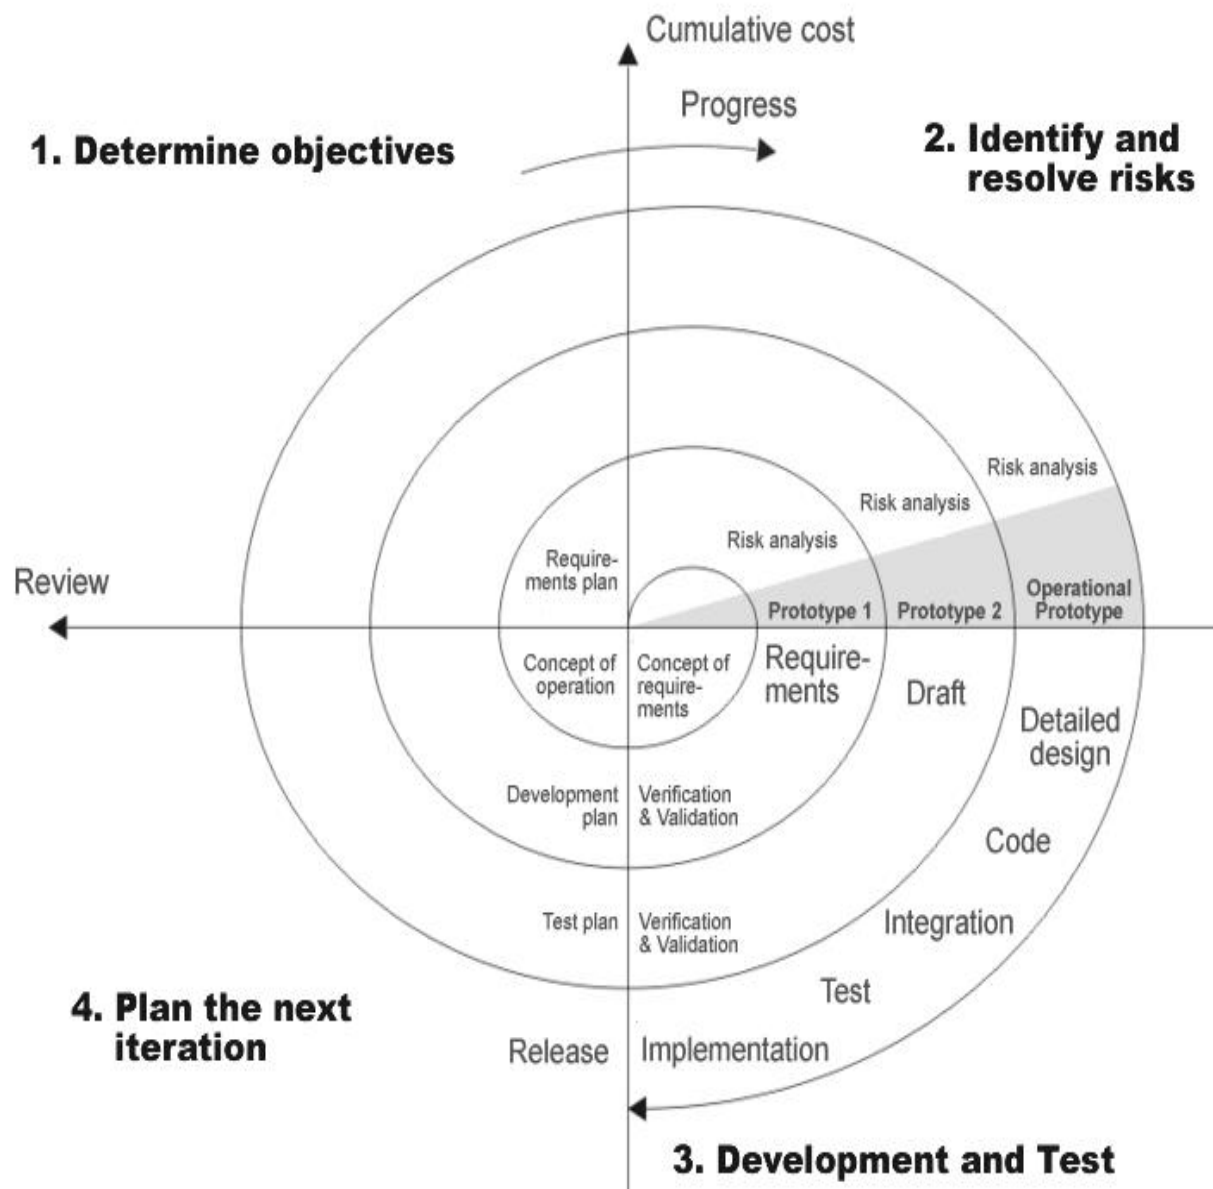 Cumulative cost
Progress
1. Determine objectives
2. Identify and
resolve risks
Risk analysis
Risk analysis
Risk analysis
Require-
ments plan
Review
Operational
Prototype
Prototype 1
Prototype 2
Concept of
operation
Concept of
require-
ments
Require-
ments
Draft
Detailed
design
Development
plan
Verification
& Validation
Code
Test plan
Verification
& Validation
Integration
Test
4. Plan the next
iteration
Release
Implementation
3. Development and Test